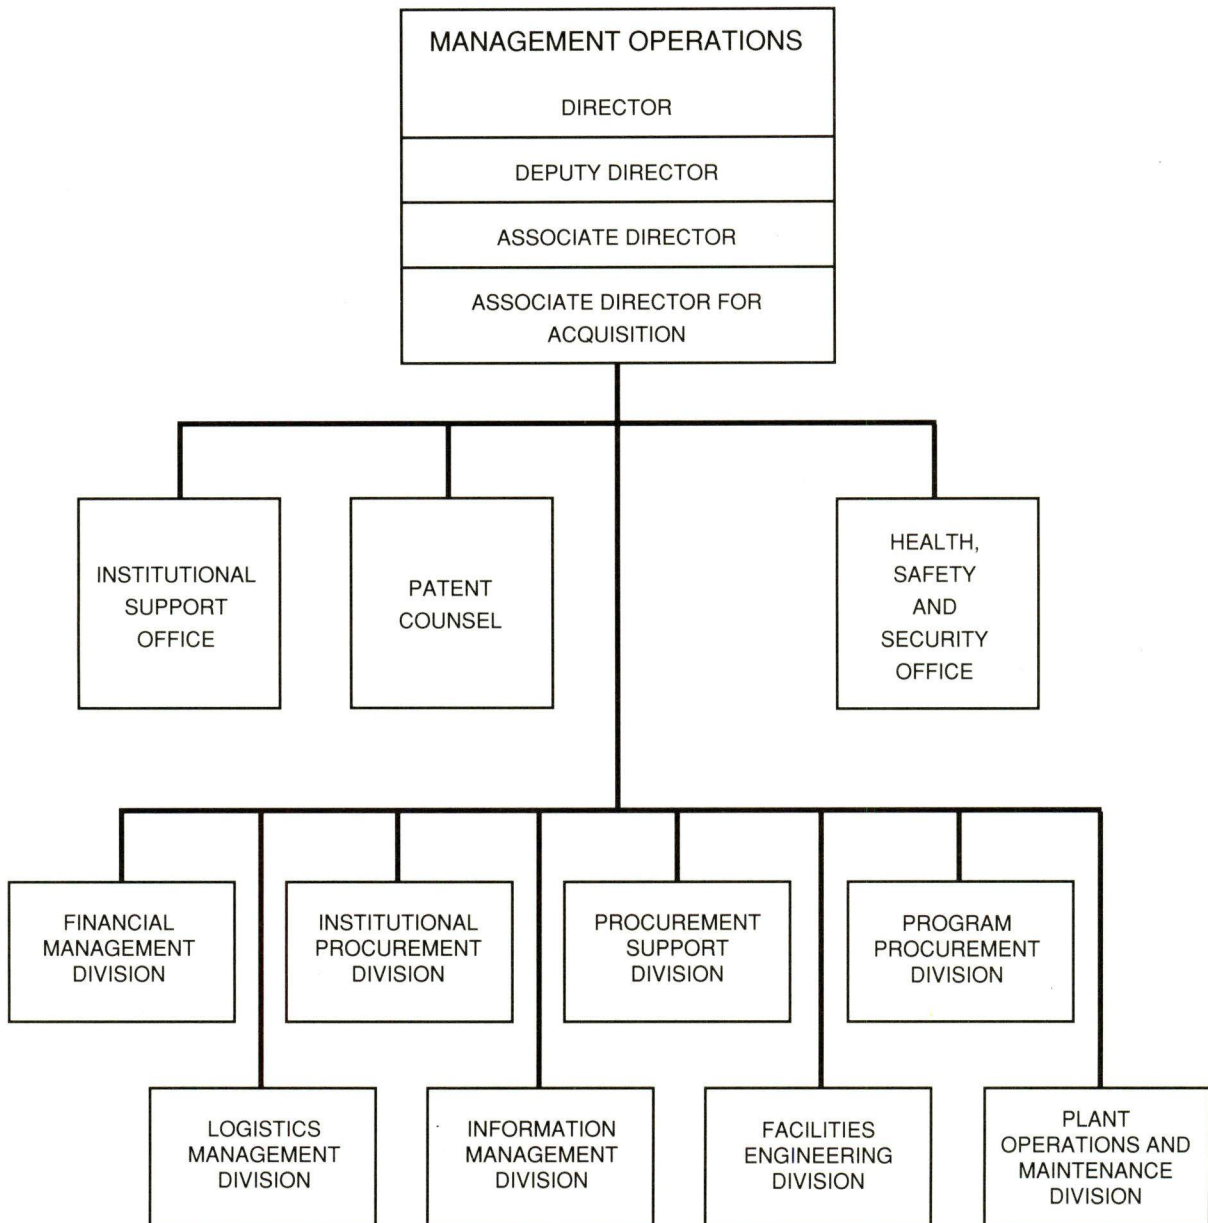 MANAGEMENT OPERATIONS
DIRECTOR
DEPUTY DIRECTOR
ASSOCIATE DIRECTOR
ASSOCIATE DIRECTOR FOR
ACQUISITION
INSTITUTIONAL
SUPPORT
OFFICE
PATENT
COUNSEL
HEALTH,
SAFETY
AND
SECURITY
OFFICE
FINANCIAL
MANAGEMENT
DIVISION
INSTITUTIONAL
PROCUREMENT
DIVISION
PROCUREMENT
SUPPORT
DIVISION
PROGRAM
PROCUREMENT
DIVISION
LOGISTICS
MANAGEMENT
DIVISION
INFORMATION
MANAGEMENT
DIVISION
FACILITIES
ENGINEERING
DIVISION
PLANT
OPERATIONS AND
MAINTENANCE
DIVISION